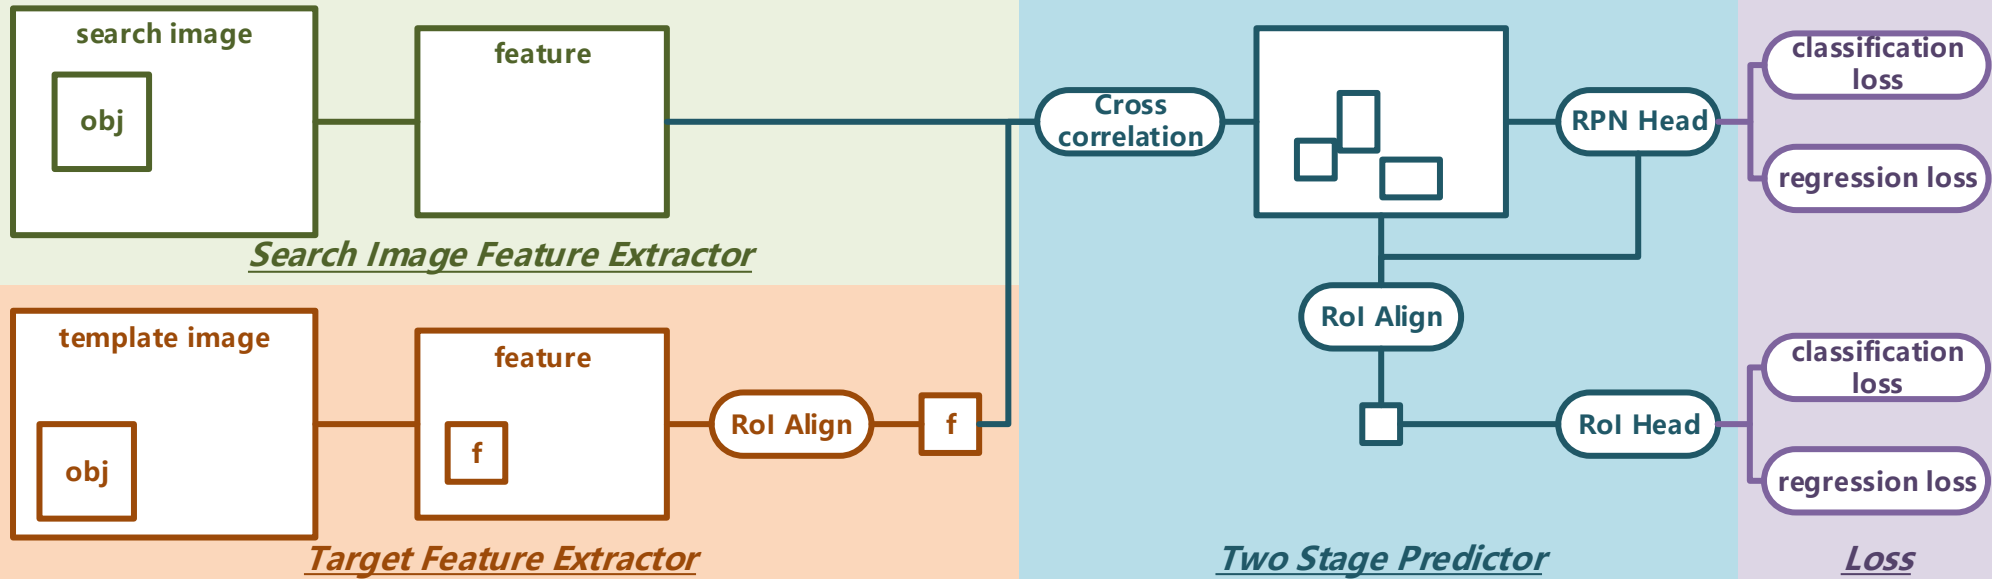 search image
obj
feature
Search Image Feature Extractor
template image
obj
feature
f
RoI Align
f
Target Feature Extractor
Cross
correlation
RPN Head
RoI Align
RoI Head
Two Stage Predictor
classification
loss
regression loss
classification
loss
regression loss
Loss